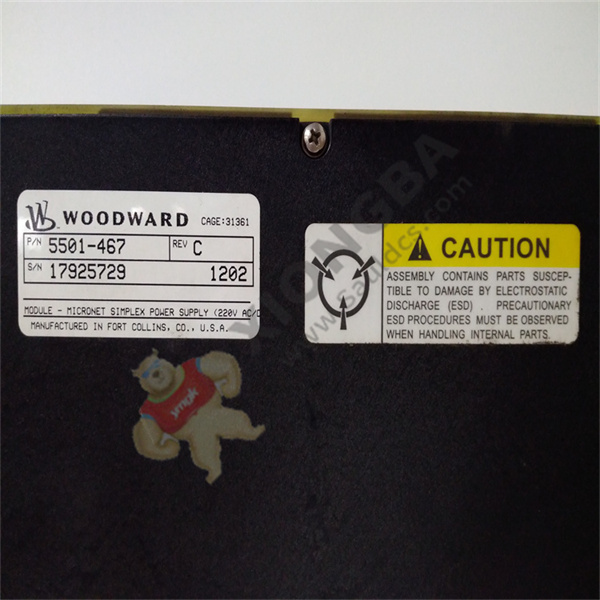 WOODWARD CAGE:31361
P/N 5501-467 REV C
S/N 17925729 1202
MODULE - MICRONET SIMPLEX POWER SUPPLY (220V AC/D
MANUFACTURED IN FORT COLLINS, CO., U.S.A.
CAUTION
ASSEMBLY CONTAINS PARTS SUSCEP-
TIBLE TO DAMAGE BY ELECTROSTATIC
DISCHARGE (ESD) . PRECAUTIONARY
ESD PROCEDURES MUST BE OBSERVED
WHEN HANDLING INTERNAL PARTS.
XIONGBA
ymgk